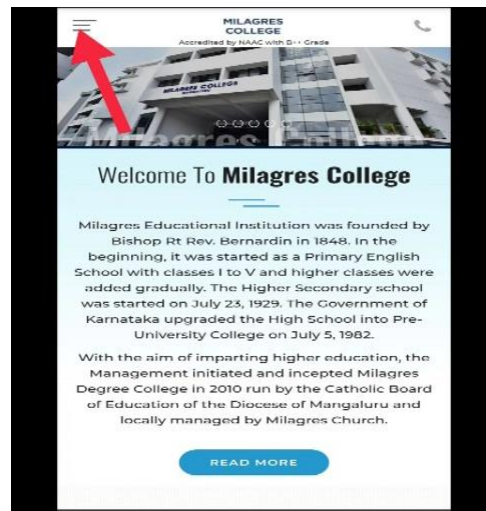 MILAGRES
COLLEGE
Accredited by NAAC with B++ Grade
MILAGRES COLLEGE
Milagres College
Welcome To Milagres College
Milagres Educational Institution was founded by
Bishop Rt Rev. Bernardin in 1848. In the
beginning, it was started as a Primary English
School with classes I to V and higher classes were
added gradually. The Higher Secondary school
was started on July 23, 1929. The Government of
Karnataka upgraded the High School into Pre-
University College on July 5, 1982.
With the aim of imparting higher education, the
Management initiated and incepted Milagres
Degree College in 2010 run by the Catholic Board
of Education of the Diocese of Mangaluru and
locally managed by Milagres Church.
READ MORE